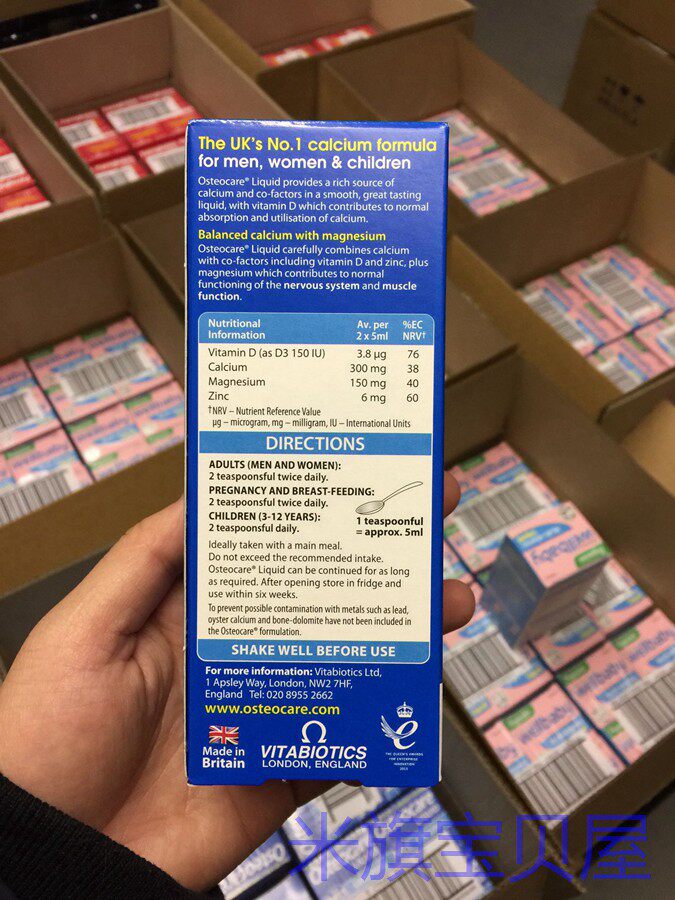 The UK's No.1 calcium formula
for men, women & children
Osteocare® Liquid provides a rich source of
calcium and co-factors in a smooth, great tasting
liquid, with vitamin D which contributes to normal
absorption and utilisation of calcium.
Balanced calcium with magnesium
Osteocare® Liquid carefully combines calcium
with co-factors including vitamin D and zinc, plus
magnesium which contributes to normal
functioning of the nervous system and muscle
function.
Nutritional Av. per %EC
Information 2 x 5ml NRV†
Vitamin D (as D3 150 IU) 3.8 µg 76
Calcium 300 mg 38
Magnesium 150 mg 40
Zinc 6 mg 60
†NRV – Nutrient Reference Value
µg – microgram, mg – milligram, IU – International Units
DIRECTIONS
ADULTS (MEN AND WOMEN):
2 teaspoonsful twice daily.
PREGNANCY AND BREAST-FEEDING:
2 teaspoonsful twice daily.
CHILDREN (3-12 YEARS):
2 teaspoonsful daily.
1 teaspoonful
= approx. 5ml
Ideally taken with a main meal.
Do not exceed the recommended intake.
Osteocare® Liquid can be continued for as long
as required. After opening store in fridge and
use within six weeks.
To prevent possible contamination with metals such as lead,
oyster calcium and bone-dolomite have not been included in
the Osteocare® formulation.
SHAKE WELL BEFORE USE
For more information: Vitabiotics Ltd,
1 Apsley Way, London, NW2 7HF,
England Tel: 020 8955 2662
www.osteocare.com
Made in
Britain
VITABIOTICS
LONDON, ENGLAND
THE QUEEN'S AWARDS
FOR ENTERPRISE:
INNOVATION
2003
wellbaby
米旗宝贝屋